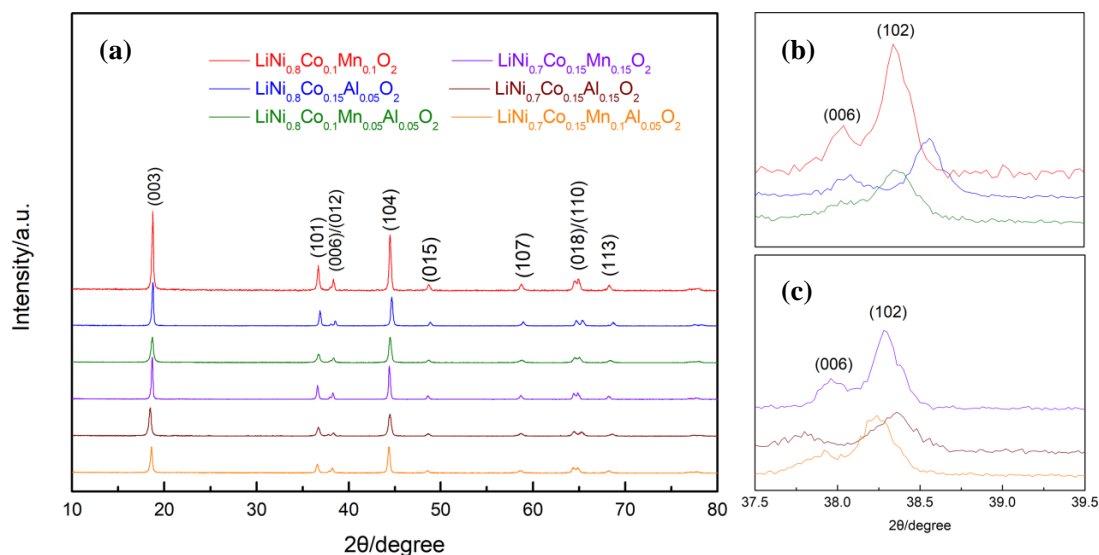 (a)
LiNi0.8Co0.1Mn0.1O2
LiNi0.8Co0.15Al0.05O2
LiNi0.8Co0.1Mn0.05Al0.05O2
LiNi0.7Co0.15Mn0.15O2
LiNi0.7Co0.15Al0.15O2
LiNi0.7Co0.15Mn0.1Al0.05O2
(003)
(101)
(006)/(012)
(104)
(015)
(107)
(018)/(110)
(113)
Intensity/a.u.
10 20 30 40 50 60 70 80
2θ/degree
(b)
(102)
(006)
(c)
(102)
(006)
37.5 38.0 38.5 39.0 39.5
2θ/degree